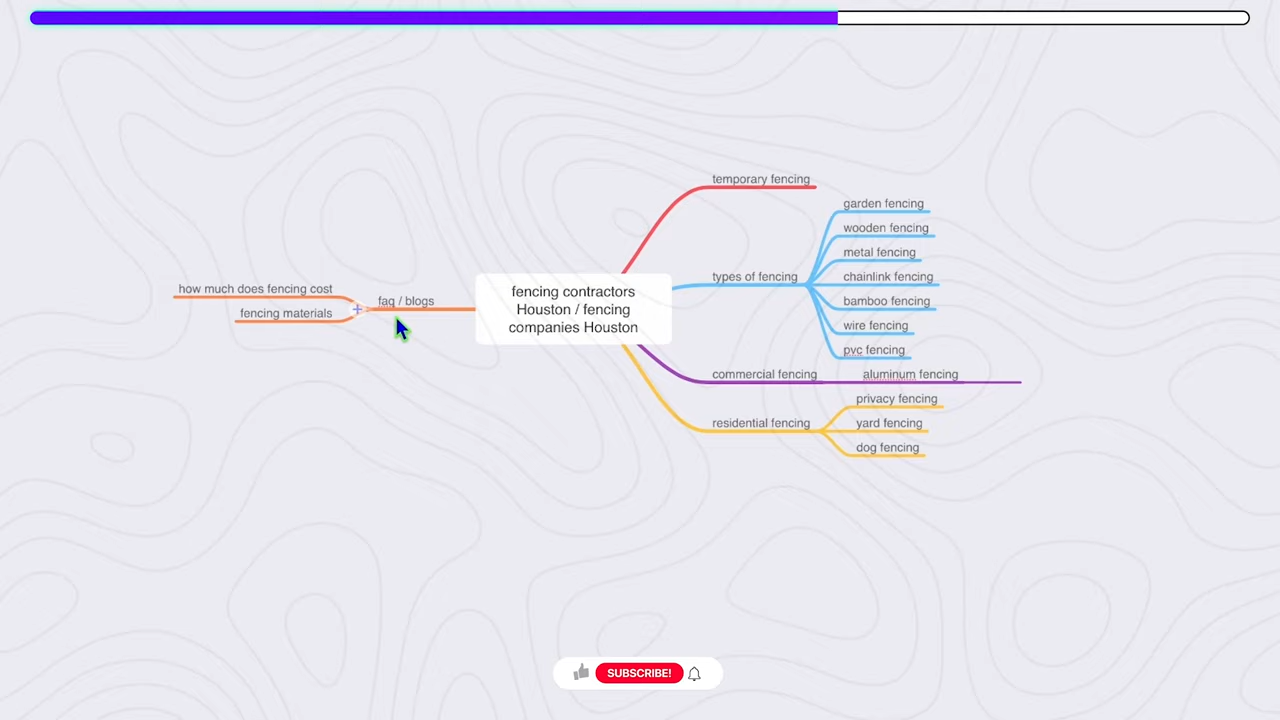 temporary fencing
garden fencing
wooden fencing
metal fencing
types of fencing
chainlink fencing
how much does fencing cost
faq / blogs
fencing materials
fencing contractors
Houston / fencing
companies Houston
bamboo fencing
wire fencing
pvc fencing
commercial fencing
aluminum fencing
privacy fencing
residential fencing
yard fencing
dog fencing
SUBSCRIBE!